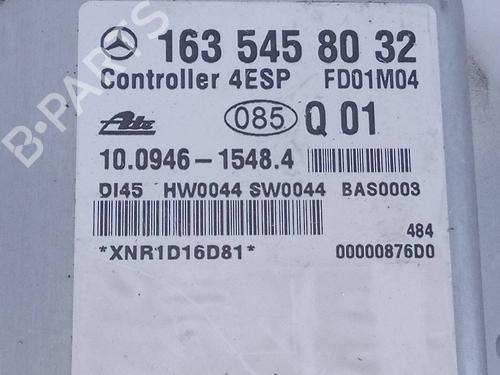 B-PARTS
163 545 80 32
Controller 4ESP FD01M04
Ate 085 Q 01
10.0946-1548.4
DI45 HW0044 SW0044 BAS0003
484
*XNR1D16D81* 00000876D0